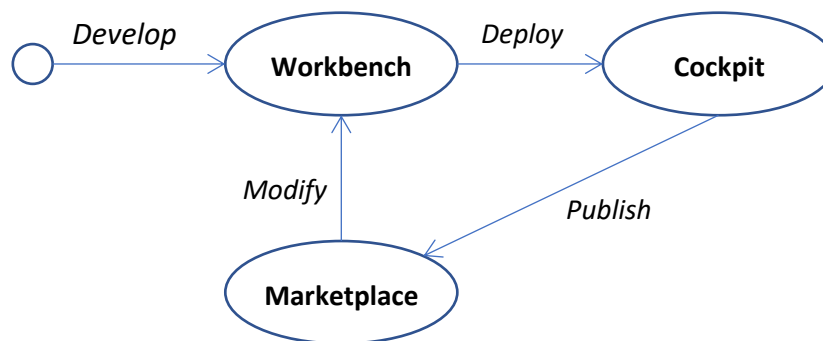 Develop
Deploy
Workbench
Cockpit
Modify
Publish
Marketplace